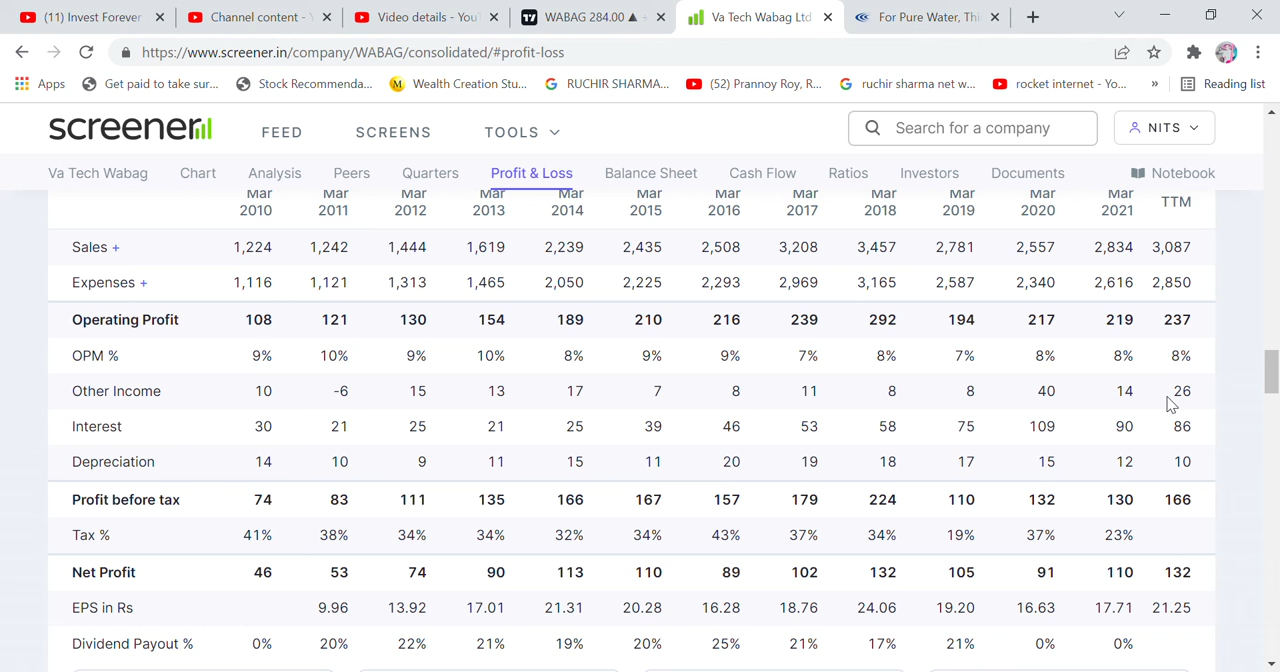 (11) Invest Forever
Channel content -
Video details - YouT
WABAG 284.00 ▲ +
Va Tech Wabag Ltd
For Pure Water, Thi
https://www.screener.in/company/WABAG/consolidated/#profit-loss
Apps
Get paid to take sur...
Stock Recommenda...
Wealth Creation Stu...
RUCHIR SHARMA...
(52) Prannoy Roy, R...
ruchir sharma net w...
rocket internet - Yo...
»
Reading list
screener
FEED
SCREENS
TOOLS
Search for a company
NITS
Va Tech Wabag
Chart
Analysis
Peers
Quarters
Profit & Loss
Balance Sheet
Cash Flow
Ratios
Investors
Documents
Notebook
Mar 2010 Mar 2011 Mar 2012 Mar 2013 Mar 2014 Mar 2015 Mar 2016 Mar 2017 Mar 2018 Mar 2019 Mar 2020 Mar 2021 TTM
Sales + 1,224 1,242 1,444 1,619 2,239 2,435 2,508 3,208 3,457 2,781 2,557 2,834 3,087
Expenses + 1,116 1,121 1,313 1,465 2,050 2,225 2,293 2,969 3,165 2,587 2,340 2,616 2,850
Operating Profit 108 121 130 154 189 210 216 239 292 194 217 219 237
OPM % 9% 10% 9% 10% 8% 9% 9% 7% 8% 7% 8% 8% 8%
Other Income 10 -6 15 13 17 7 8 11 8 8 40 14 26
Interest 30 21 25 21 25 39 46 53 58 75 109 90 86
Depreciation 14 10 9 11 15 11 20 19 18 17 15 12 10
Profit before tax 74 83 111 135 166 167 157 179 224 110 132 130 166
Tax % 41% 38% 34% 34% 32% 34% 43% 37% 34% 19% 37% 23%
Net Profit 46 53 74 90 113 110 89 102 132 105 91 110 132
EPS in Rs 9.96 13.92 17.01 21.31 20.28 16.28 18.76 24.06 19.20 16.63 17.71 21.25
Dividend Payout % 0% 20% 22% 21% 19% 20% 25% 21% 17% 21% 0% 0%